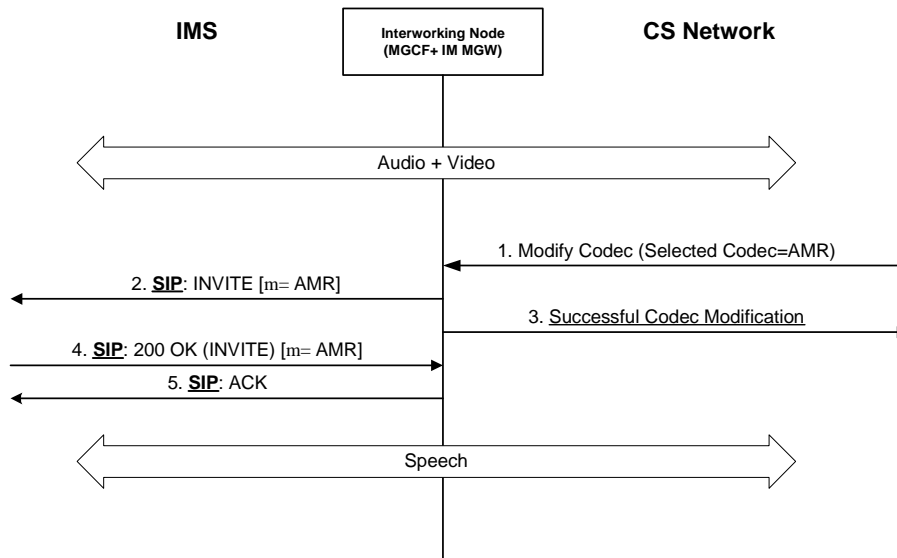 IMS
Interworking Node
(MGCF+ IM MGW)
CS Network
Audio + Video
1. Modify Codec (Selected Codec=AMR)
2. SIP: INVITE [m= AMR]
3. Successful Codec Modification
4. SIP: 200 OK (INVITE) [m= AMR]
5. SIP: ACK
Speech